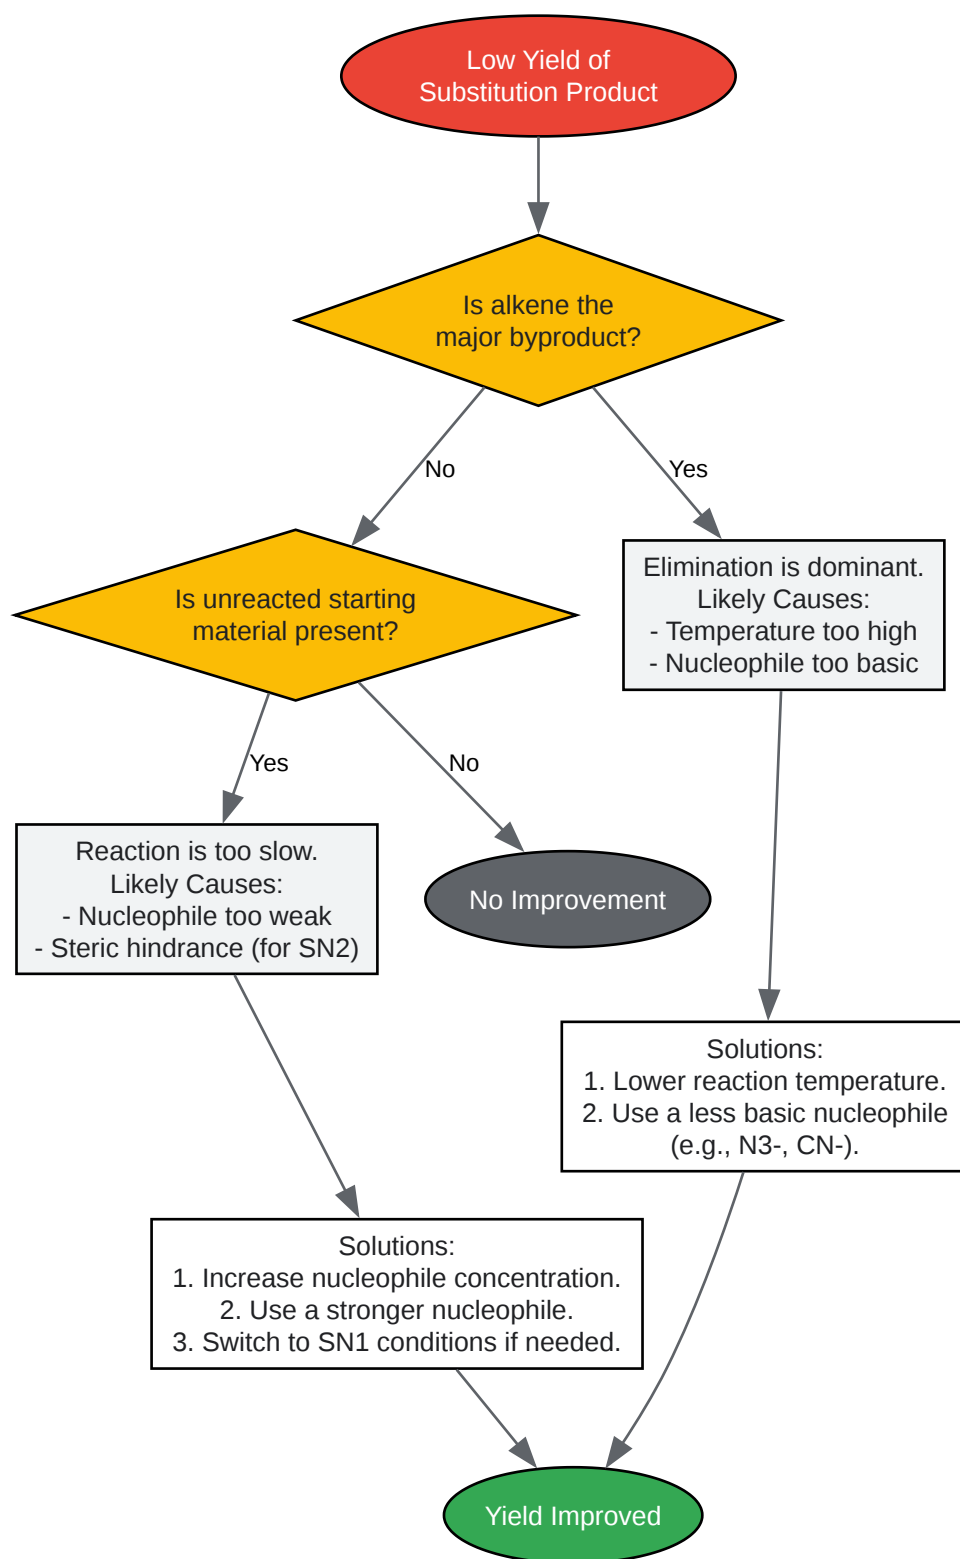 Low Yield of
Substitution Product
Is alkene the
major byproduct?
No
Yes
Is unreacted starting
material present?
Elimination is dominant.
Likely Causes:
- Temperature too high
- Nucleophile too basic
Yes
No
Reaction is too slow.
Likely Causes:
- Nucleophile too weak
- Steric hindrance (for SN2)
No Improvement
Solutions:
1. Lower reaction temperature.
2. Use a less basic nucleophile
(e.g., N3-, CN-).
Solutions:
1. Increase nucleophile concentration.
2. Use a stronger nucleophile.
3. Switch to SN1 conditions if needed.
Yield Improved